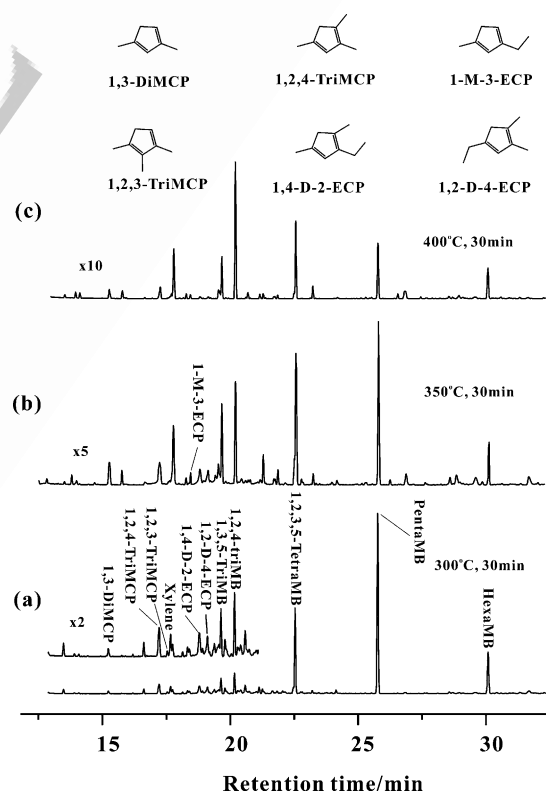 1,3-DiMCP
1,2,4-TriMCP
1-M-3-ECP
1,2,3-TriMCP
1,4-D-2-ECP
1,2-D-4-ECP
(c)
x10
400°C, 30min
(b)
x5
1-M-3-ECP
350°C, 30min
(a)
x2
1,3-DiMCP
1,2,4-TriMCP
1,2,3-TriMCP
Xylene
1,4-D-2-ECP
1,2-D-4-ECP
1,3,5-TriMB
1,2,4-triMB
1,2,3,5-TetraMB
PentaMB
300°C, 30min
HexaMB
15 20 25 30
Retention time/min